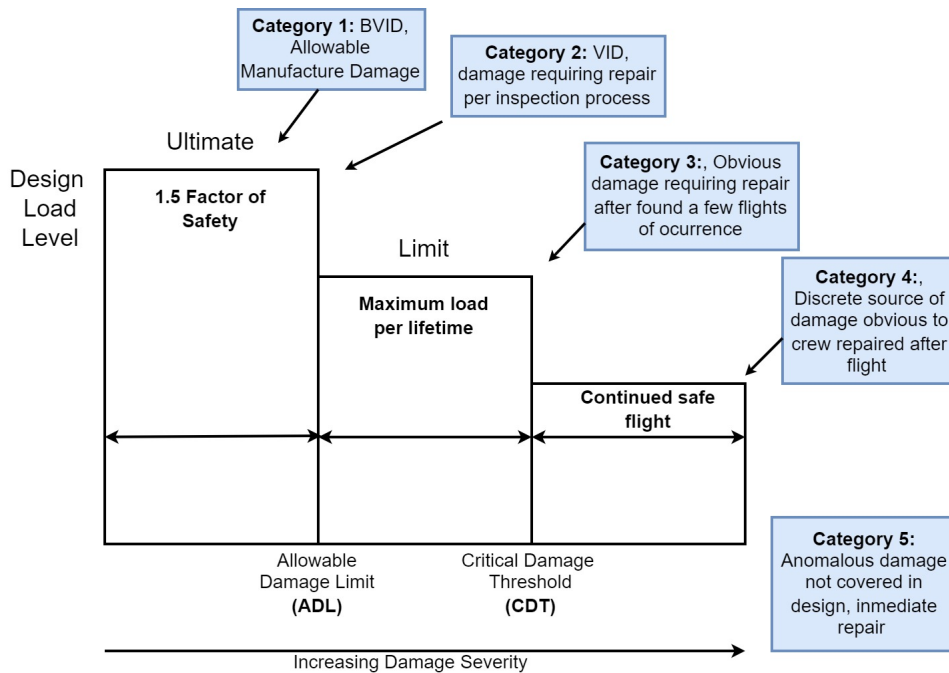 Category 1: BVID,
Allowable
Manufacture Damage
Category 2: VID,
damage requiring repair
per inspection process
Ultimate
Design
Load
Level
1.5 Factor of
Safety
Category 3:, Obvious
damage requiring repair
after found a few flights
of ocurrence
Limit
Maximum load
per lifetime
Category 4:,
Discrete source of
damage obvious to
crew repaired after
flight
Continued safe
flight
Allowable
Damage Limit
(ADL)
Critical Damage
Threshold
(CDT)
Category 5:
Anomalous damage
not covered in
design, inmediate
repair
Increasing Damage Severity